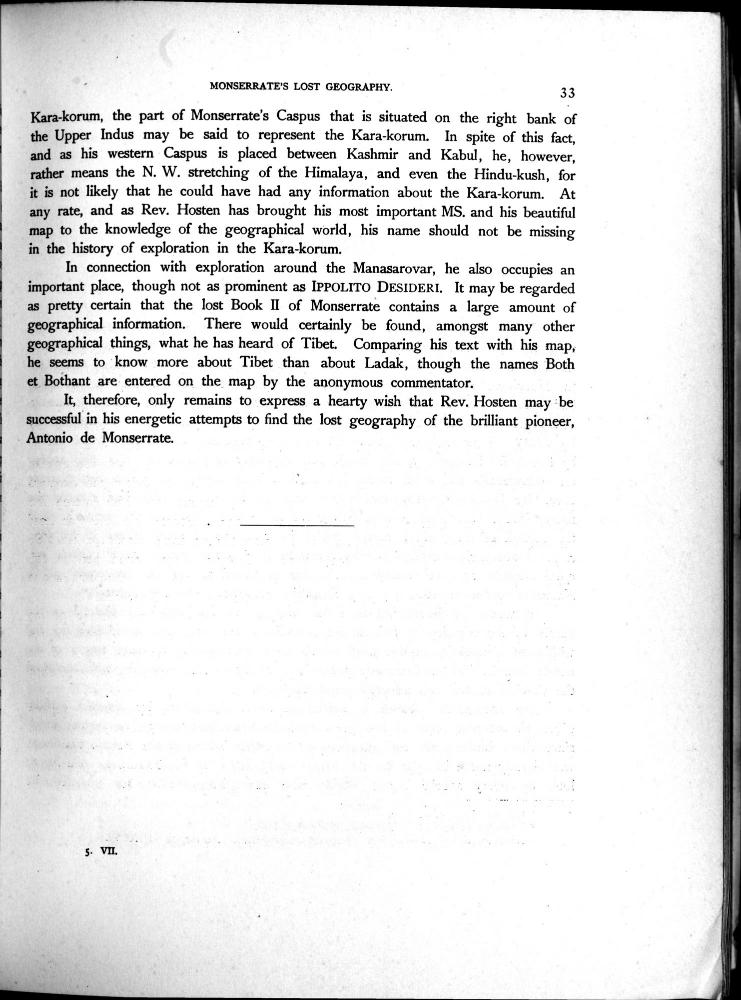 MONSERRATE'S LOST GEOGRAPHY.
33
Kara-korum, the part of Monserrate's Caspus that is situated on the right bank of
the Upper Indus may be said to represent the Kara-korum. In spite of this fact,
and as his western Caspus is placed between Kashmir and Kabul, he, however,
rather means the N. W. stretching of the Himalaya, and even the Hindu-kush, for
it is not likely that he could have had any information about the Kara-korum. At
any rate, and as Rev. Hosten has brought his most important MS. and his beautiful
map to the knowledge of the geographical world, his name should not be missing
in the history of exploration in the Kara-korum.
In connection with exploration around the Manasarovar, he also occupies an
important place, though not as prominent as IPPOLITO DESIDERI. It may be regarded
as pretty certain that the lost Book II of Monserrate contains a large amount of
geographical information. There would certainly be found, amongst many other
geographical things, what he has heard of Tibet. Comparing his text with his map,
he seems to know more about Tibet than about Ladak, though the names Both
et Bothant are entered on the map by the anonymous commentator.
It, therefore, only remains to express a hearty wish that Rev. Hosten may be
successful in his energetic attempts to find the lost geography of the brilliant pioneer,
Antonio de Monserrate.
5. VII.